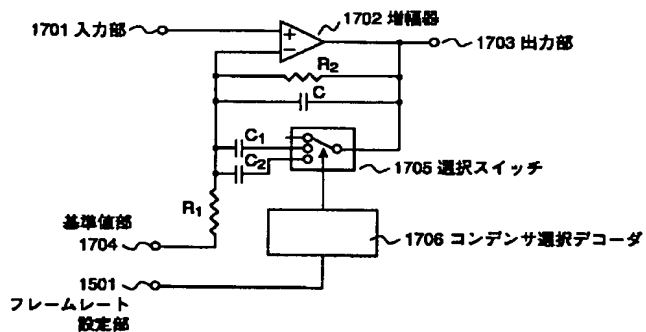 1702 増幅器
1701 入力部
+
−
1703 出力部
R2
C
C1
C2
1705 選択スイッチ
R1
基準値部
1704
1706 コンデンサ選択デコーダ
1501
フレームレート
設定部